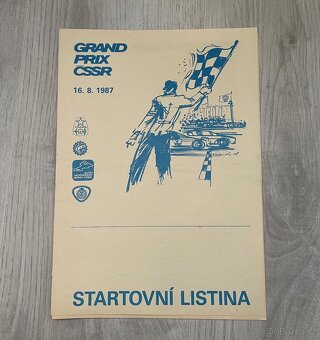 GRAND
PRIX
CSSR
16. 8. 1987
STARTOVNÍ LISTINA